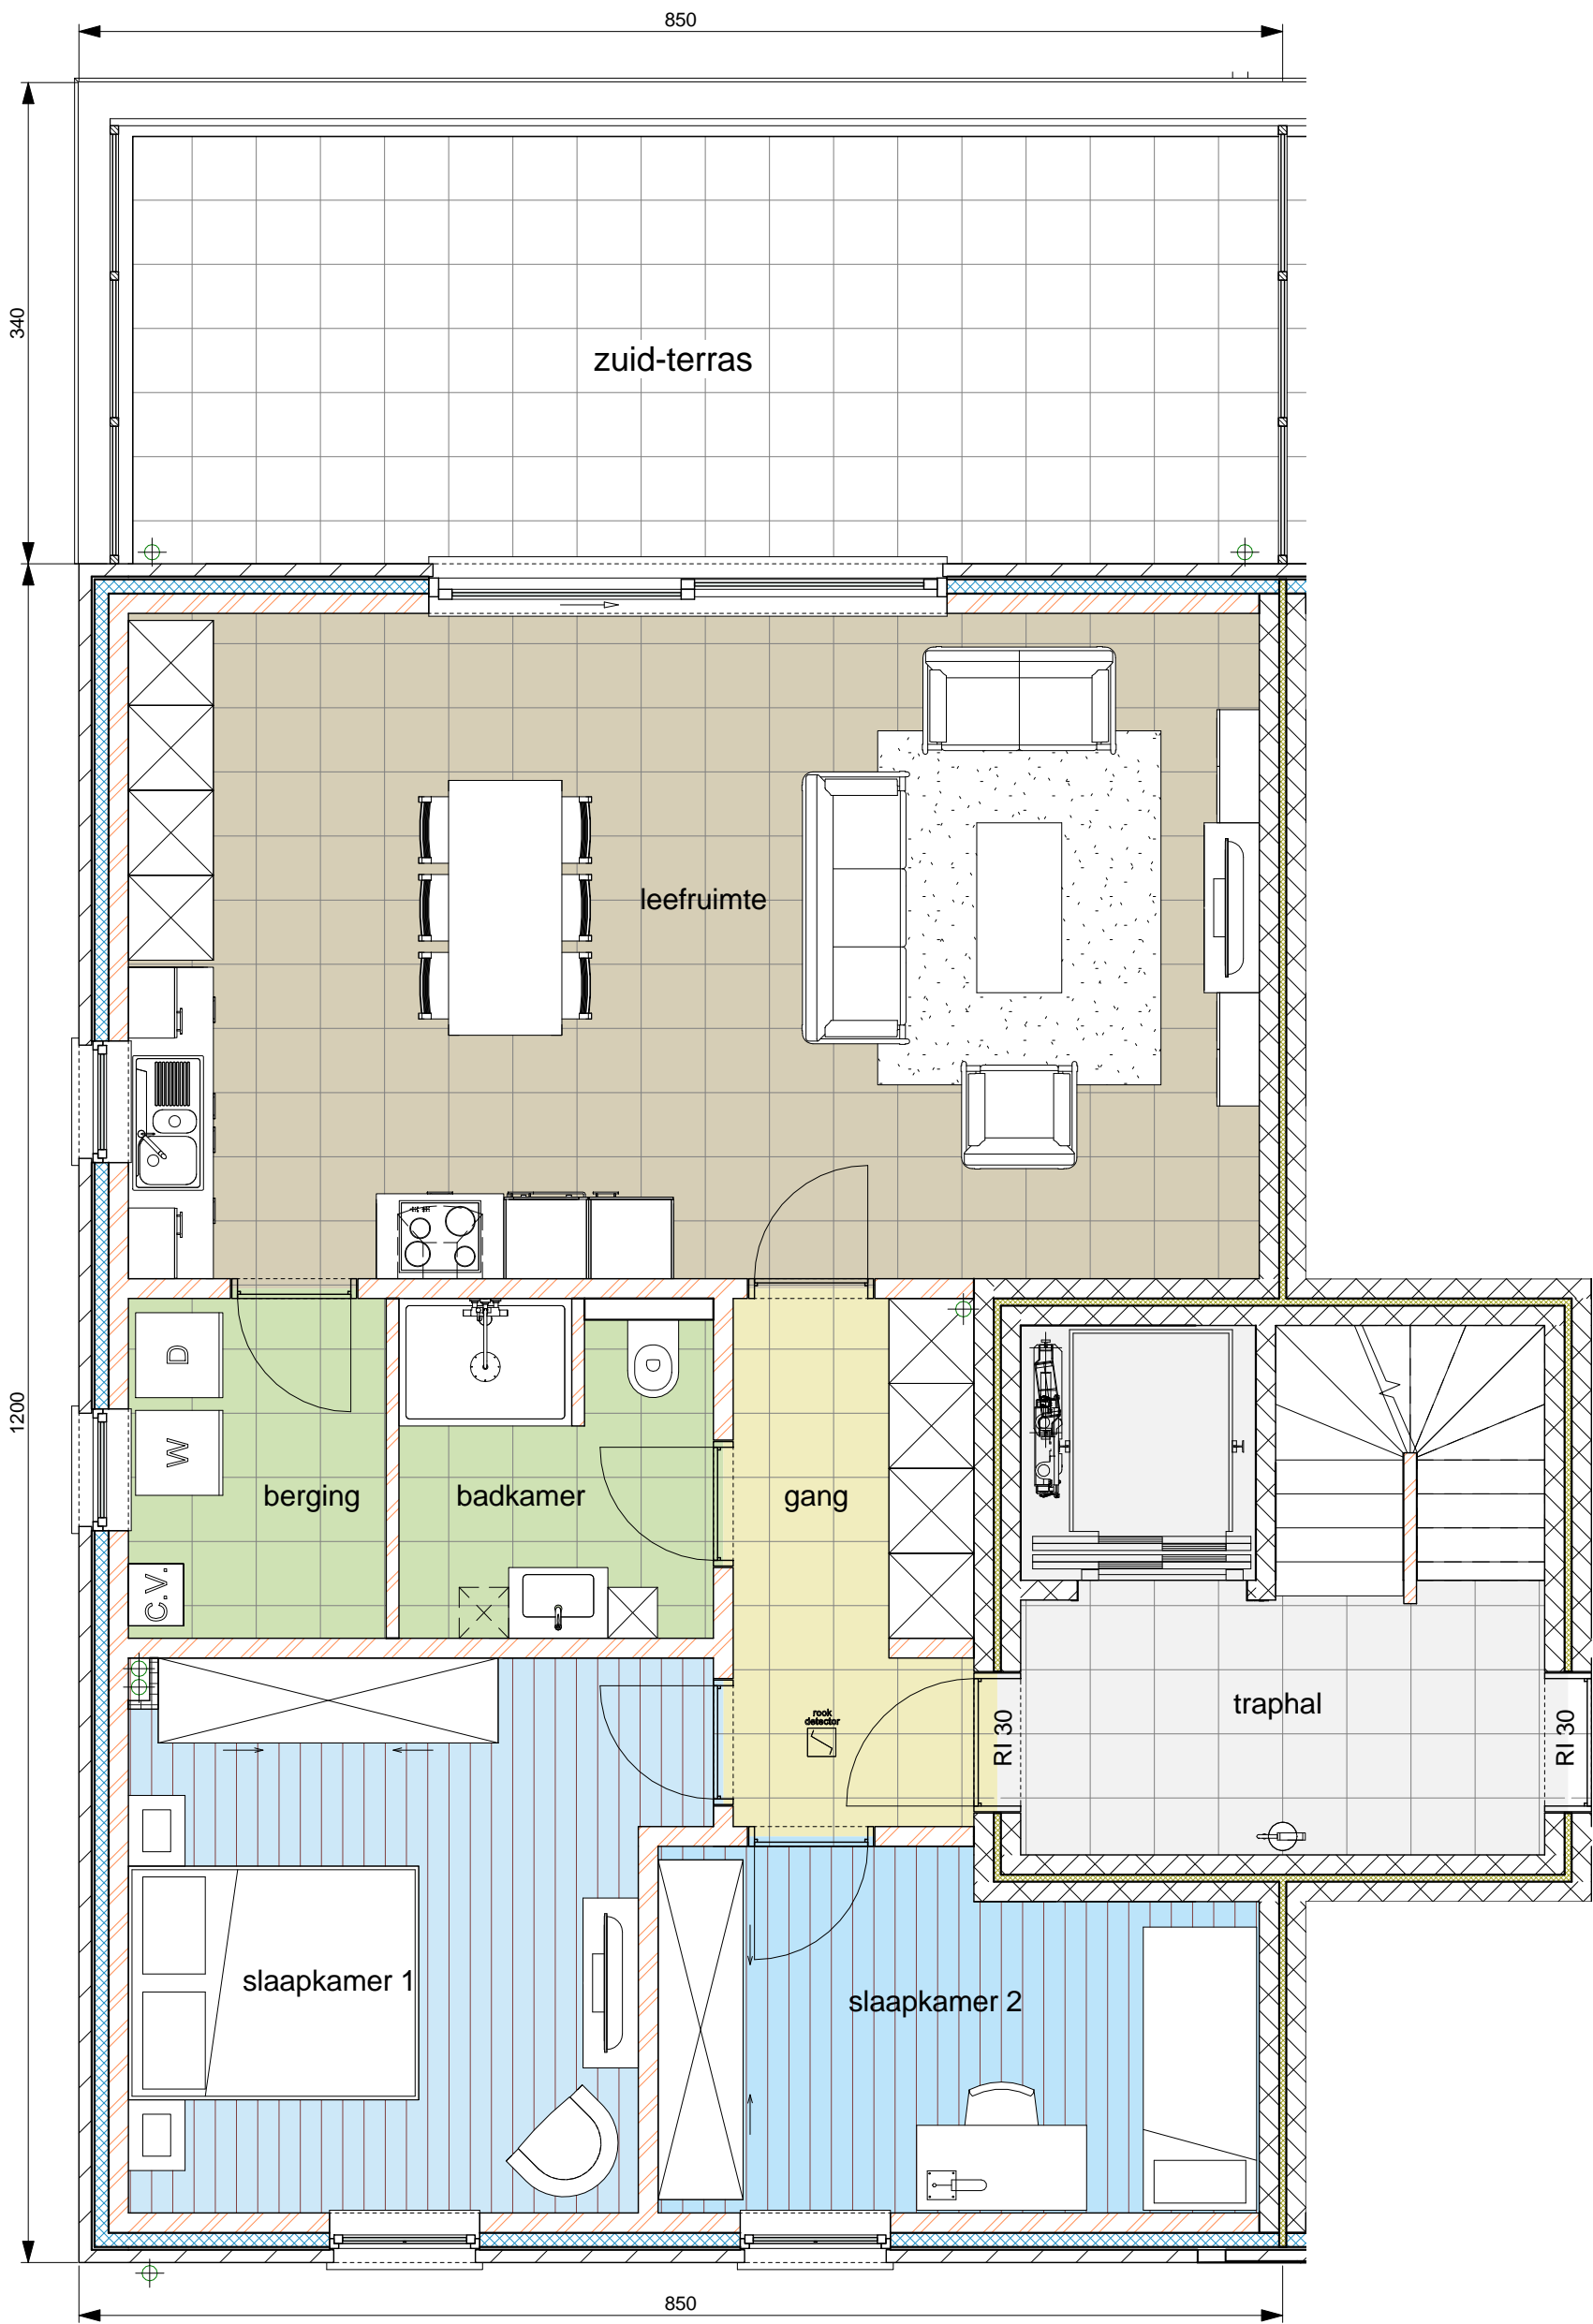 850
340
zuid-terras
leefruimte
1200
D
W
berging
badkamer
gang
C.V.
rook
detector
RI 30
traphal
RI 30
slaapkamer 1
slaapkamer 2
850